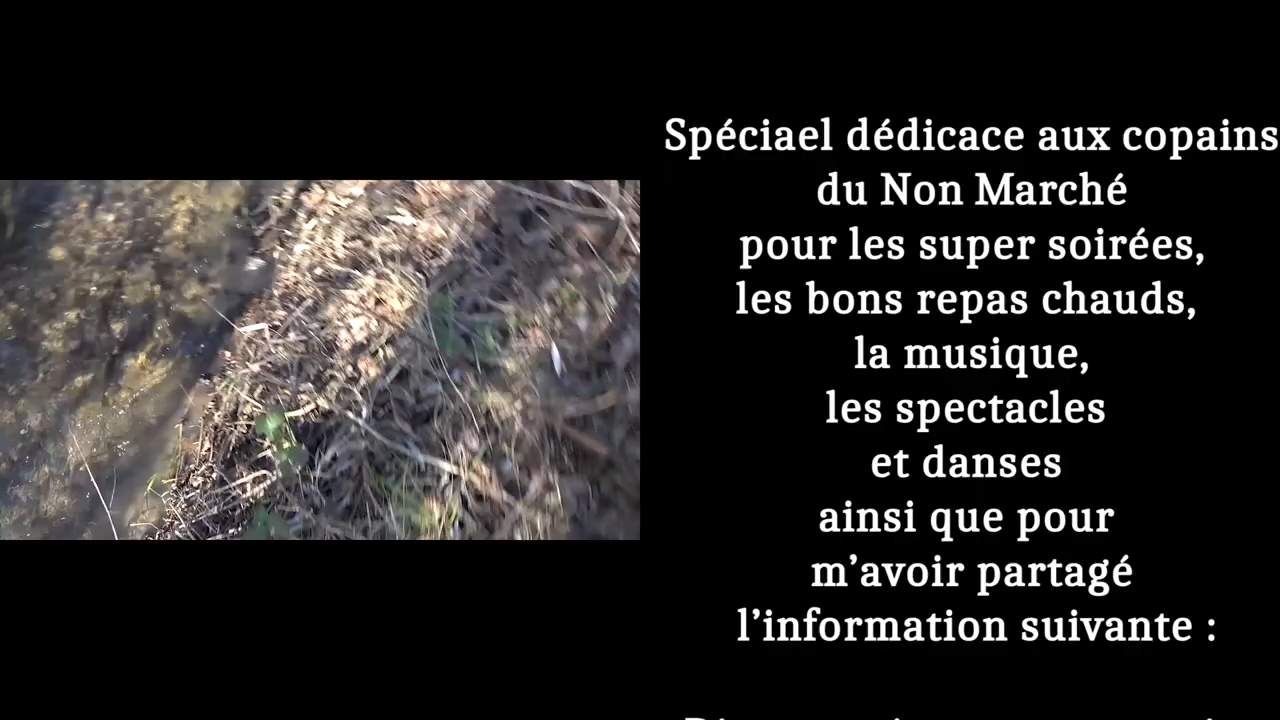 Spéciael dédicace aux copains
du Non Marché
pour les super soirées,
les bons repas chauds,
la musique,
les spectacles
et danses
ainsi que pour
m’avoir partagé
l’information suivante :